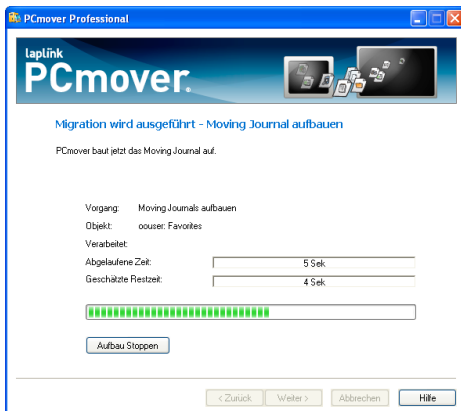 PCmover Professional
laplink
PCmover®
Migration wird ausgeführt - Moving Journal aufbauen
PCmover baut jetzt das Moving Journal auf.
Vorgang: Moving Journals aufbauen
Objekt: oouser: Favorites
Verarbeitet:
Abgelaufene Zeit: 5 Sek
Geschätzte Restzeit: 4 Sek
Aufbau Stoppen
< Zurück Weiter > Abbrechen Hilfe